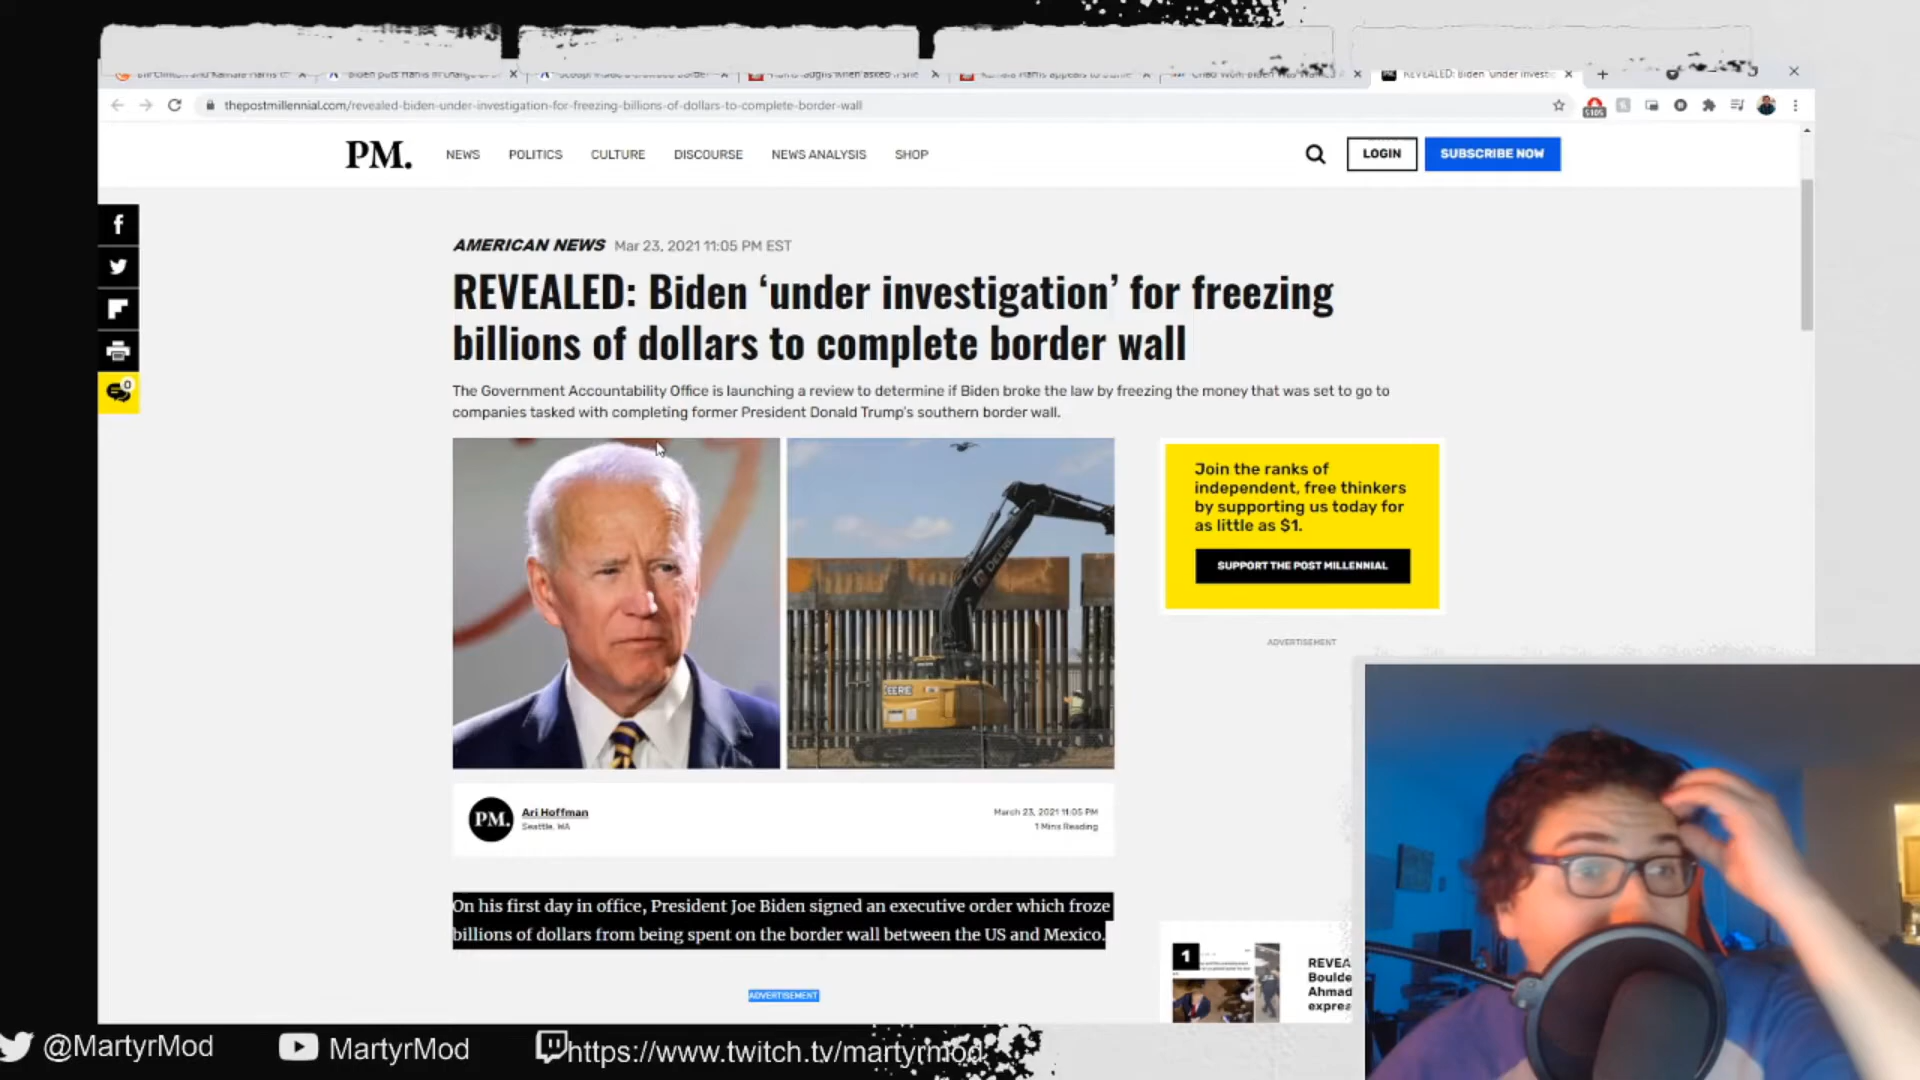 REVEALED: Biden 'under investi
thepostmillennial.com/revealed-biden-under-investigation-for-freezing-billions-of-dollars-to-complete-border-wall
PM.
NEWS
POLITICS
CULTURE
DISCOURSE
NEWS ANALYSIS
SHOP
LOGIN
SUBSCRIBE NOW
0
AMERICAN NEWS Mar 23, 2021 11:05 PM EST
REVEALED: Biden ‘under investigation’ for freezing
billions of dollars to complete border wall
The Government Accountability Office is launching a review to determine if Biden broke the law by freezing the money that was set to go to
companies tasked with completing former President Donald Trump's southern border wall.
DEERE
Join the ranks of
independent, free thinkers
by supporting us today for
as little as $1.
SUPPORT THE POST MILLENNIAL
ADVERTISEMENT
PM.
Ari Hoffman
Seattle, WA
March 23, 2021 11:05 PM
1 Mins Reading
On his first day in office, President Joe Biden signed an executive order which froze
billions of dollars from being spent on the border wall between the US and Mexico.
ADVERTISEMENT
1
REVEA
Boulde
Ahmad
expres
@MartyrMod
MartyrMod
https://www.twitch.tv/martyrmod